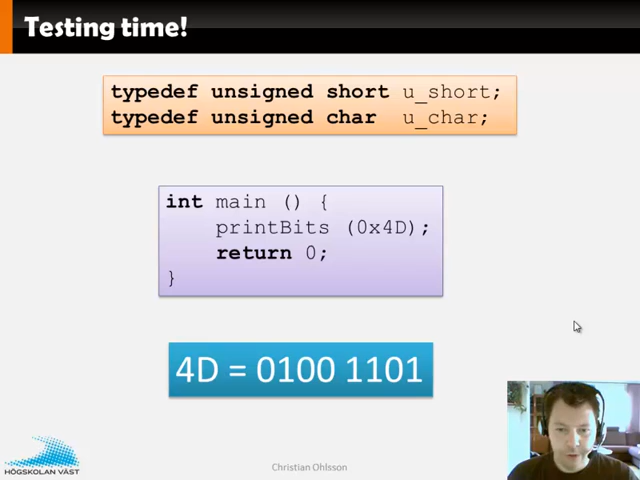 Testing time!
typedef unsigned short u_short;
typedef unsigned char u_char;
int main () {
printBits (0x4D);
return 0;
}
4D = 0100 1101
HÖGSKOLAN VÄST
Christian Ohlsson